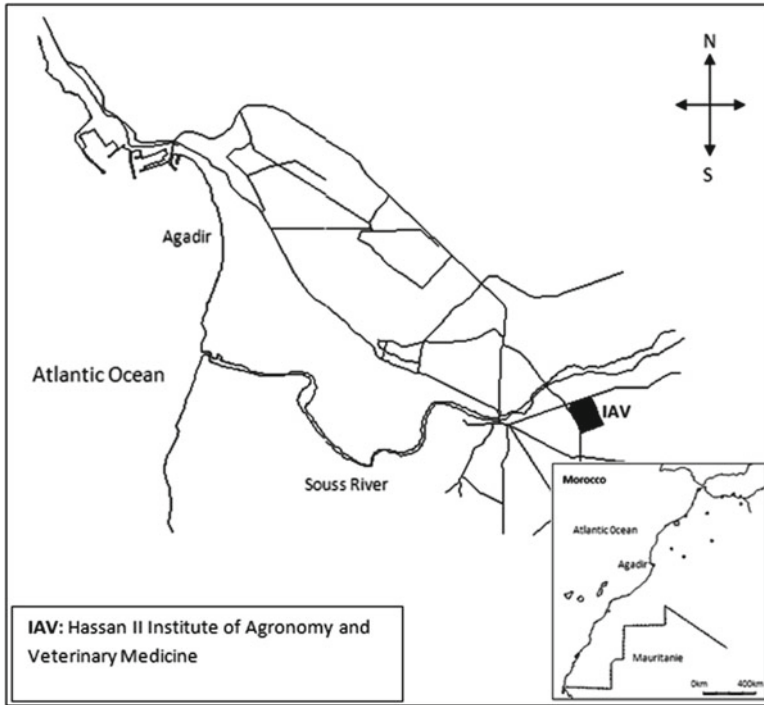 N
S
Agadir
Atlantic Ocean
IAV
Souss River
Morocco
Atlantic Ocean
Agadir
Mauritanie
0km 400km
IAV: Hassan II Institute of Agronomy and
Veterinary Medicine